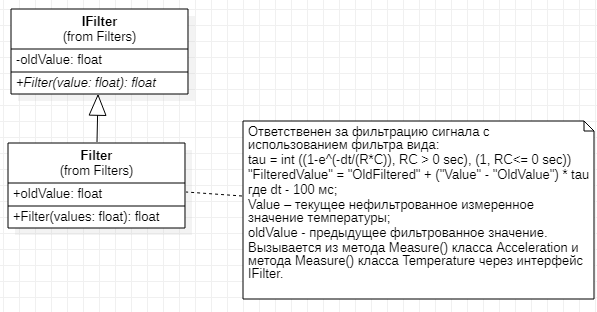 IFilter
(from Filters)
-oldValue: float
+Filter(value: float): float
Filter
(from Filters)
+oldValue: float
+Filter(values: float): float
Ответственен за фильтрацию сигнала с
использованием фильтра вида:
tau = int ((1-e^(-dt/(R*C)), RC > 0 sec), (1, RC<= 0 sec))
"FilteredValue" = "OldFiltered" + ("Value" - "OldValue") * tau
где dt - 100 мс;
Value – текущее нефильтрованное измеренное
значение температуры;
oldValue - предыдущее фильтрованное значение.
Вызывается из метода Measure() класса Acceleration и
метода Measure() класса Temperature через интерфейс
IFilter.